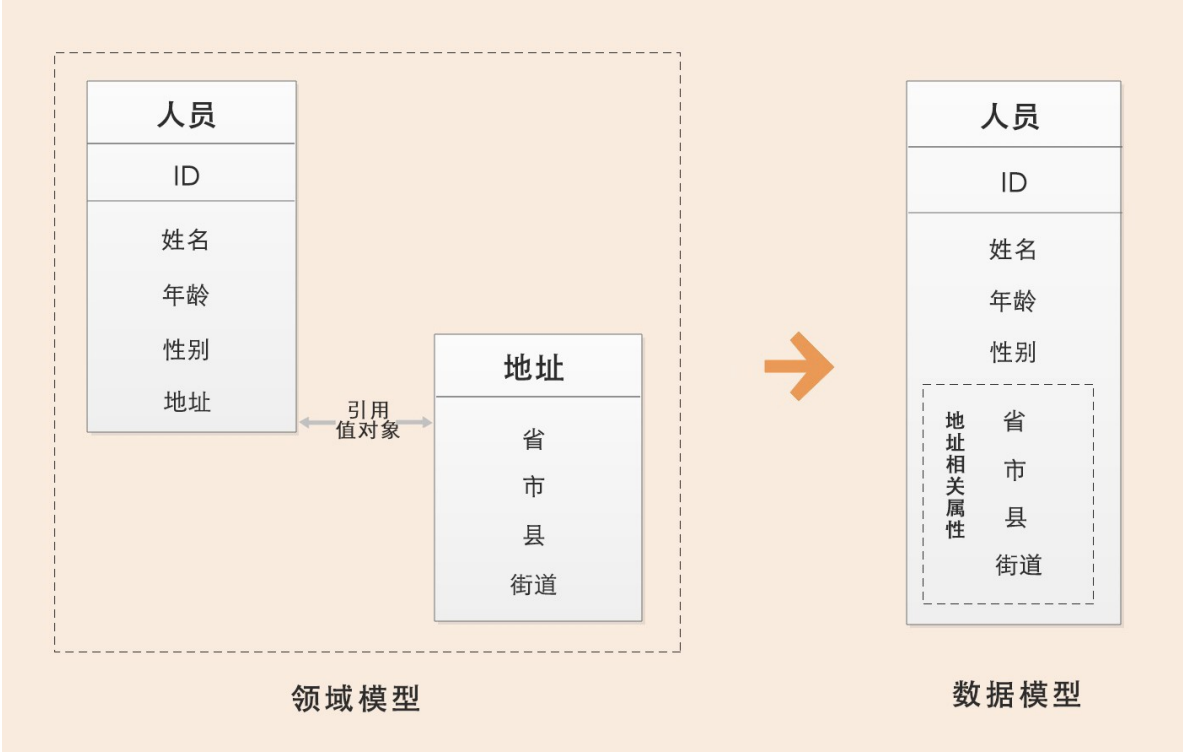 人员
ID
姓名
年龄
性别
地址
引用
值对象
地址
省
市
县
街道
领域模型
人员
ID
姓名
年龄
性别
地址相关属性
省
市
县
街道
数据模型